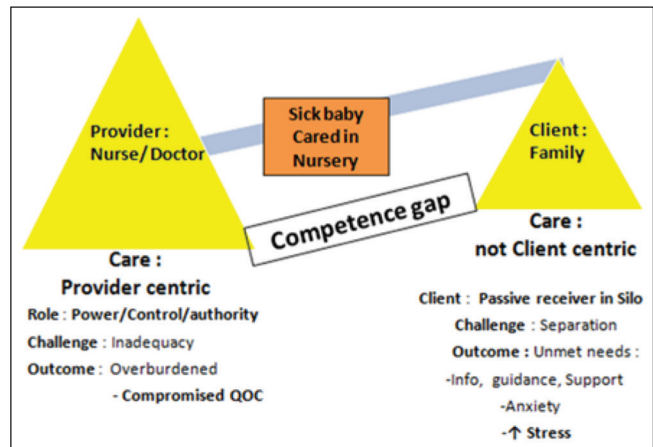 Provider :
Nurse/Doctor
Sick baby
Cared in
Nursery
Client :
Family
Competence gap
Care :
Provider centric
Role : Power/Control/authority
Challenge : Inadequacy
Outcome : Overburdened
- Compromised QOC
Care :
not Client centric
Client : Passive receiver in Silo
Challenge : Separation
Outcome : Unmet needs :
-Info, guidance, Support
-Anxiety
-↑ Stress